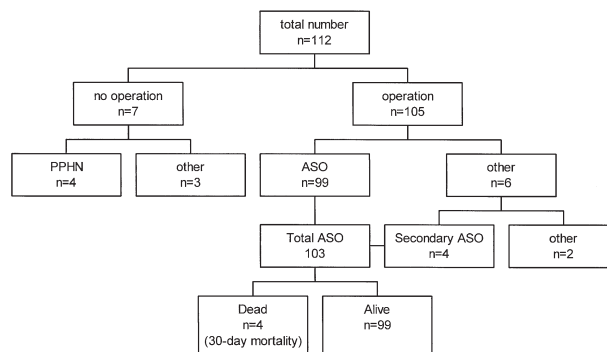 total number
n=112
no operation
n=7
operation
n=105
PPHN
n=4
other
n=3
ASO
n=99
other
n=6
Total ASO
103
Secondary ASO
n=4
other
n=2
Dead
n=4
(30-day mortality)
Alive
n=99